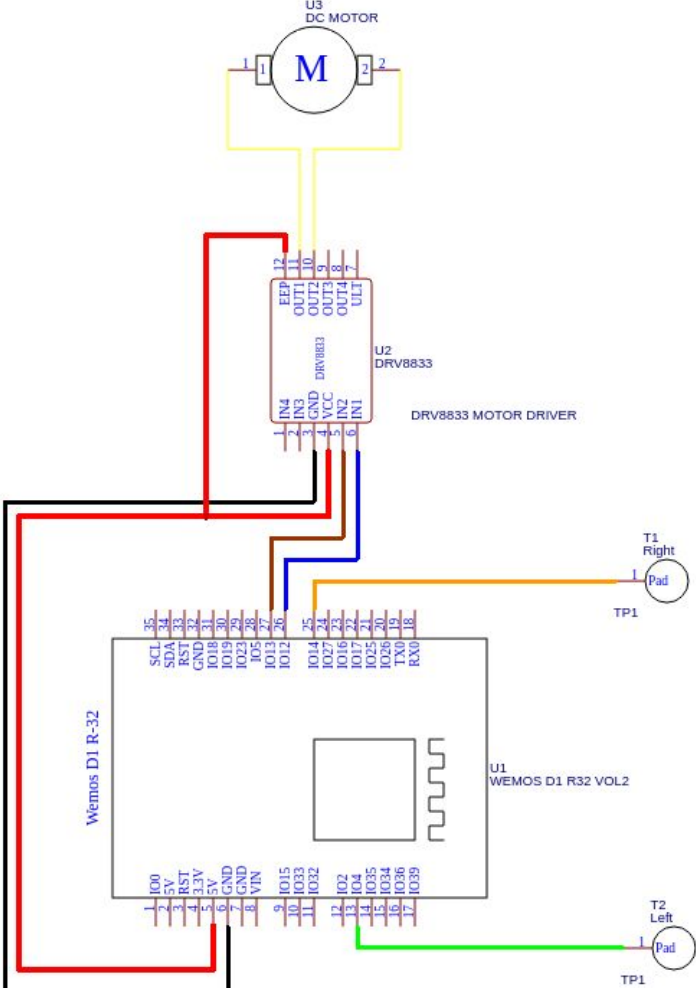 U3
DC MOTOR
1
1
M
2
2
12
11
10
9
8
7
EEP
OUT1
OUT2
OUT3
OUT4
ULT
DRV8833
U2
DRV8833
IN4
IN3
GND
VCC
IN2
IN1
1
2
3
4
5
6
DRV8833 MOTOR DRIVER
T1
Right
1
Pad
TP1
35
34
33
32
31
30
29
28
27
26
25
24
23
22
21
20
19
18
SCL
SDA
RST
GND
IO18
IO19
IO23
IO5
IO13
IO12
IO14
IO27
IO16
IO17
IO25
IO26
TX0
RX0
Wemos D1 R-32
U1
WEMOS D1 R32 VOL2
IO0
5V
RST
3.3V
5V
GND
GND
VIN
IO15
IO33
IO32
IO2
IO4
IO35
IO34
IO36
IO39
1
2
3
4
5
6
7
8
9
10
11
12
13
14
15
16
17
T2
Left
1
Pad
TP1